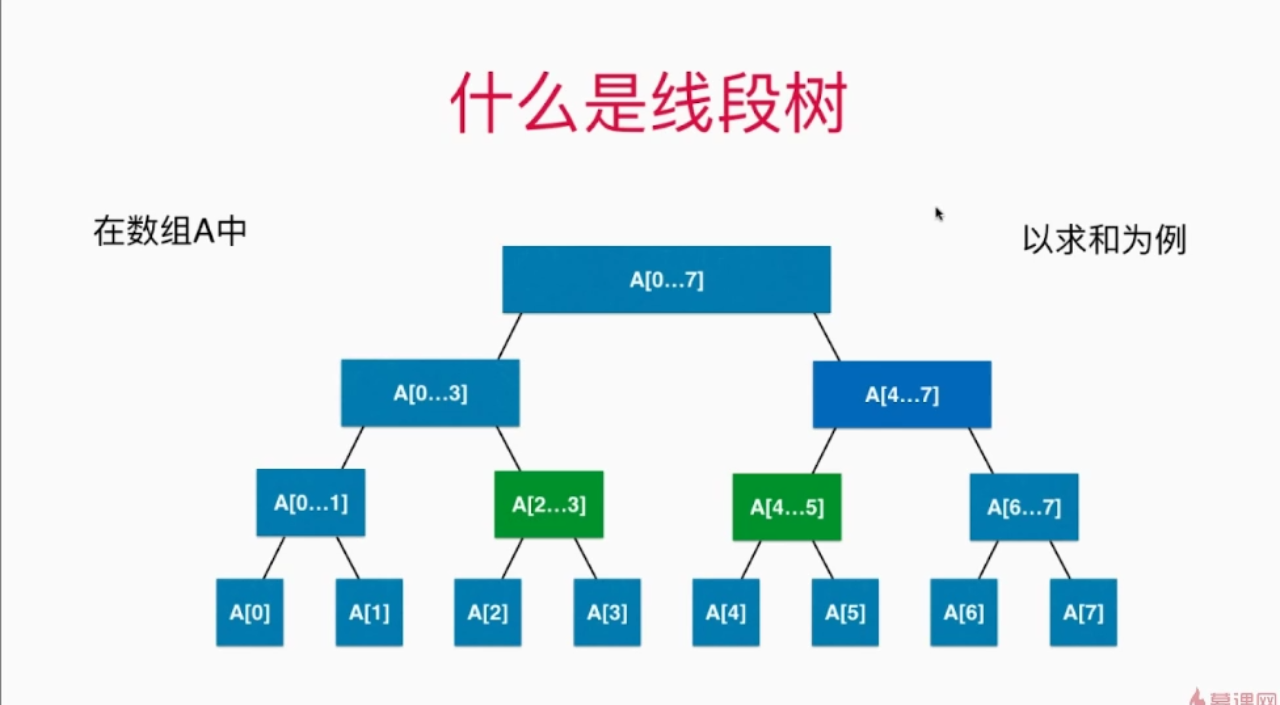 什么是线段树
在数组A中
以求和为例
A[0...7]
A[0...3]
A[4...7]
A[0...1]
A[2...3]
A[4...5]
A[6...7]
A[0]
A[1]
A[2]
A[3]
A[4]
A[5]
A[6]
A[7]
慕课网